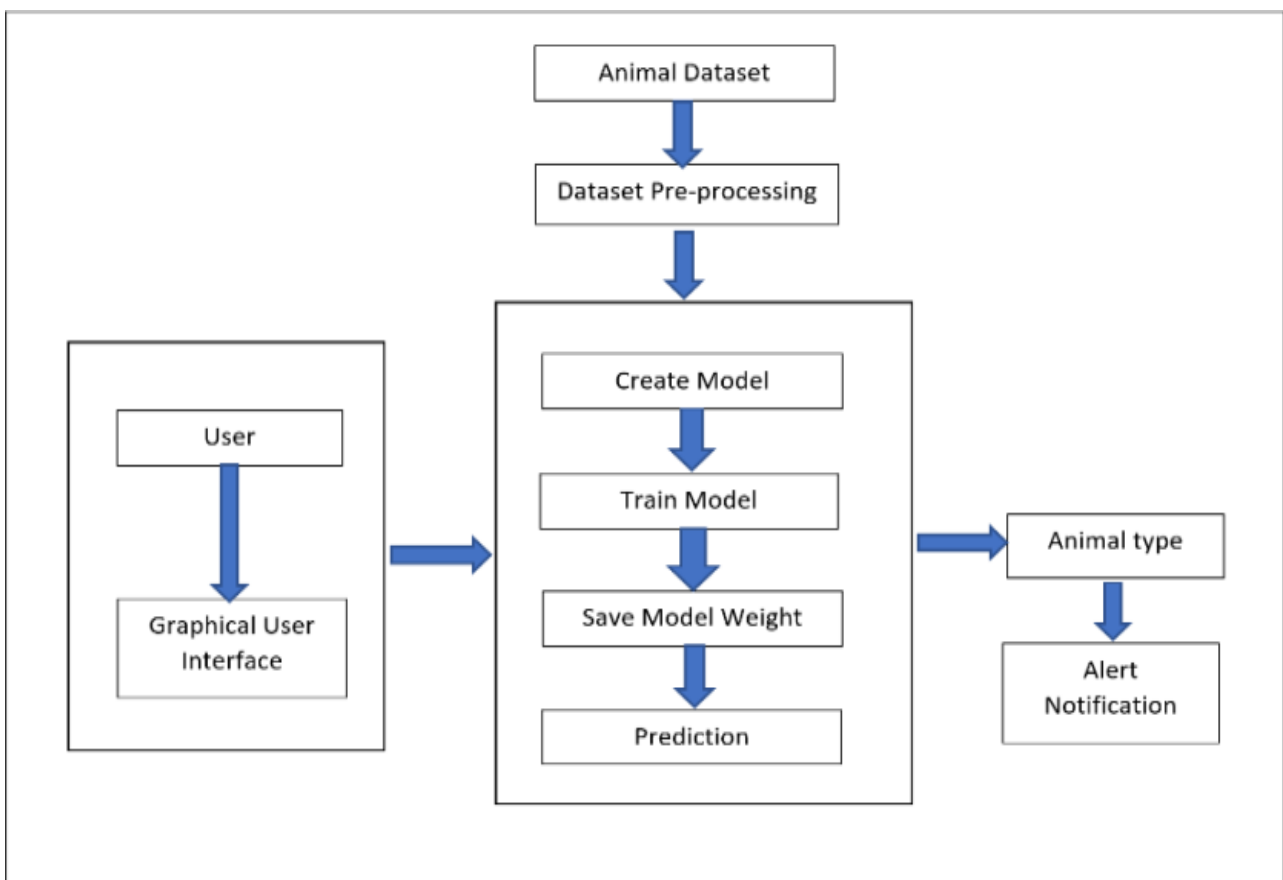 Animal Dataset
Dataset Pre-processing
Create Model
User
Train Model
Animal type
Graphical User
Interface
Save Model Weight
Alert
Notification
Prediction